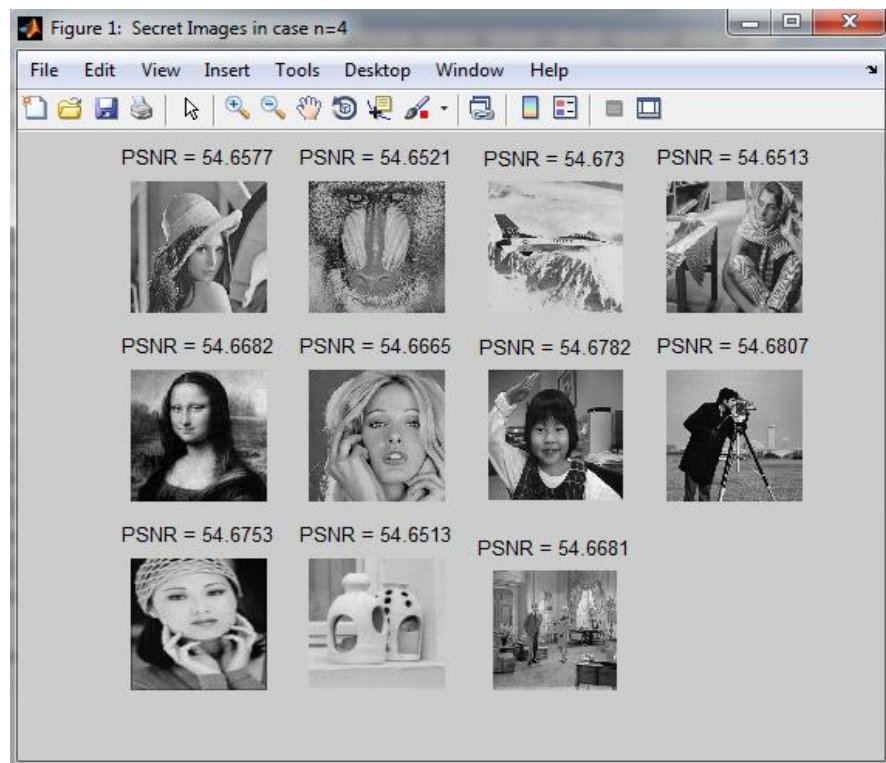 Figure 1: Secret Images in case n=4
File Edit View Insert Tools Desktop Window Help
PSNR = 54.6577 PSNR = 54.6521 PSNR = 54.673 PSNR = 54.6513
PSNR = 54.6682 PSNR = 54.6665 PSNR = 54.6782 PSNR = 54.6807
PSNR = 54.6753 PSNR = 54.6513 PSNR = 54.6681